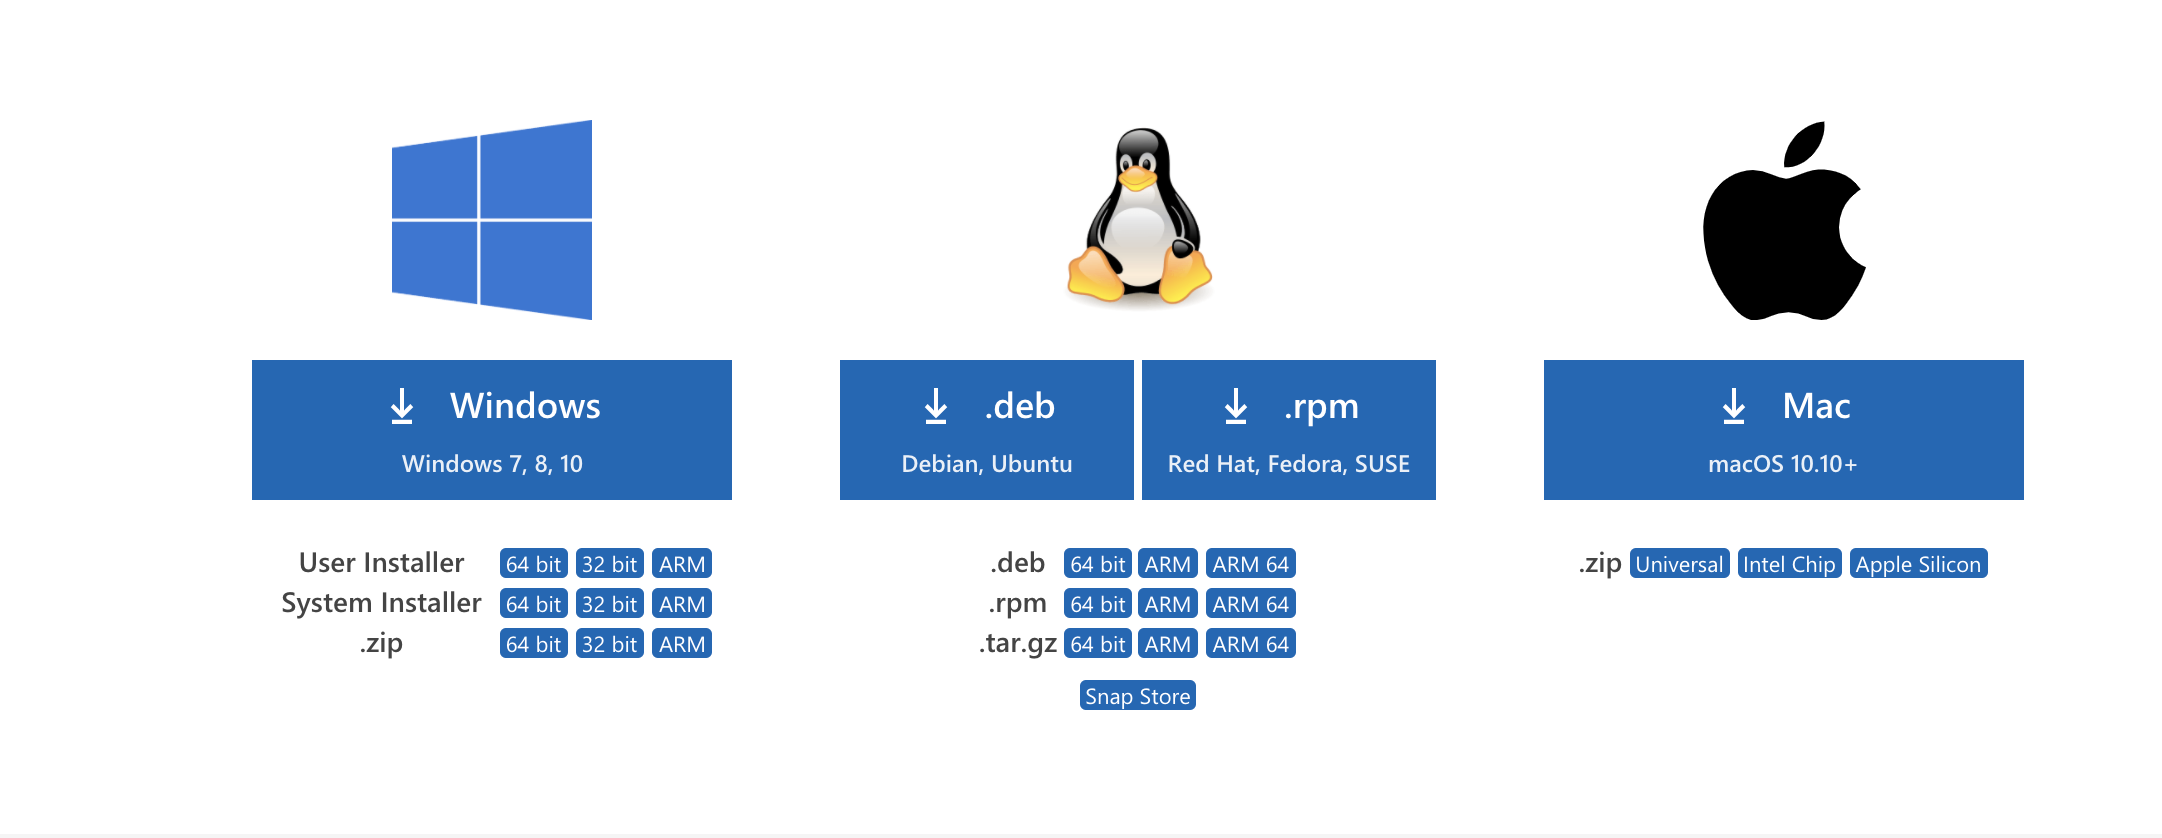 Windows
Windows 7, 8, 10
User Installer 64 bit 32 bit ARM
System Installer 64 bit 32 bit ARM
.zip 64 bit 32 bit ARM
.deb
Debian, Ubuntu
.rpm
Red Hat, Fedora, SUSE
.deb 64 bit ARM ARM 64
.rpm 64 bit ARM ARM 64
.tar.gz 64 bit ARM ARM 64
Snap Store
Mac
macOS 10.10+
.zip Universal Intel Chip Apple Silicon